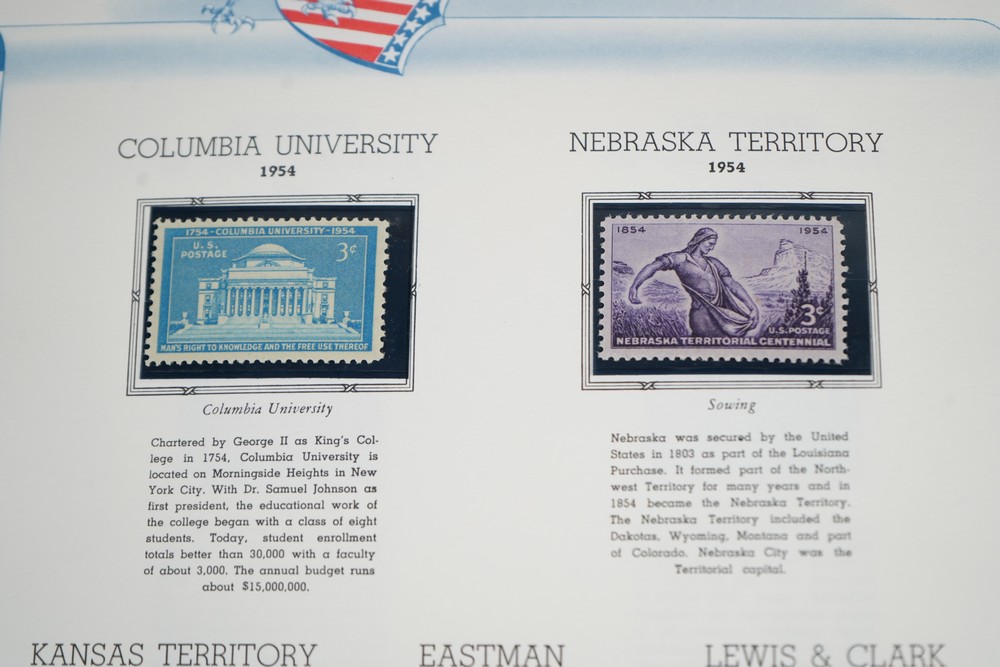 COLUMBIA UNIVERSITY
1954
1754-COLUMBIA UNIVERSITY-1954
U.S.
POSTAGE
3¢
MAN'S RIGHT TO KNOWLEDGE AND THE FREE USE THEREOF
Columbia University
Chartered by George II as King's Col-
lege in 1754, Columbia University is
located on Morningside Heights in New
York City. With Dr. Samuel Johnson as
first president, the educational work of
the college began with a class of eight
students. Today, student enrollment
totals better than 30,000 with a faculty
of about 3,000. The annual budget runs
about $15,000,000.
NEBRASKA TERRITORY
1954
1854
1954
3¢
U.S. POSTAGE
NEBRASKA TERRITORIAL CENTENNIAL
Sowing
Nebraska was secured by the United
States in 1803 as part of the Louisiana
Purchase. It formed part of the North-
west Territory for many years and in
1854 became the Nebraska Territory.
The Nebraska Territory included the
Dakotas, Wyoming, Montana and part
of Colorado. Nebraska City was the
Territorial capital.
KANSAS TERRITORY
EASTMAN
LEWIS & CLARK